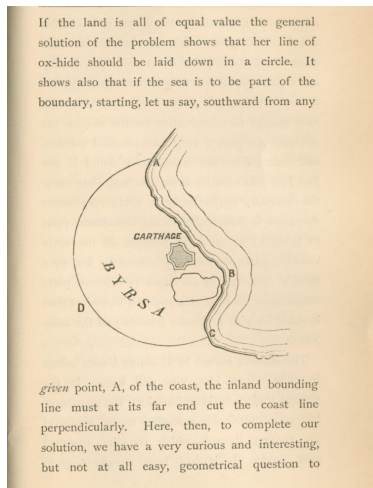 If the land is all of equal value the general
solution of the problem shows that her line of
ox-hide should be laid down in a circle. It
shows also that if the sea is to be part of the
boundary, starting, let us say, southward from any
A
CARTHAGE
B
BYRSA
D
C
given point, A, of the coast, the inland bounding
line must at its far end cut the coast line
perpendicularly. Here, then, to complete our
solution, we have a very curious and interesting,
but not at all easy, geometrical question to